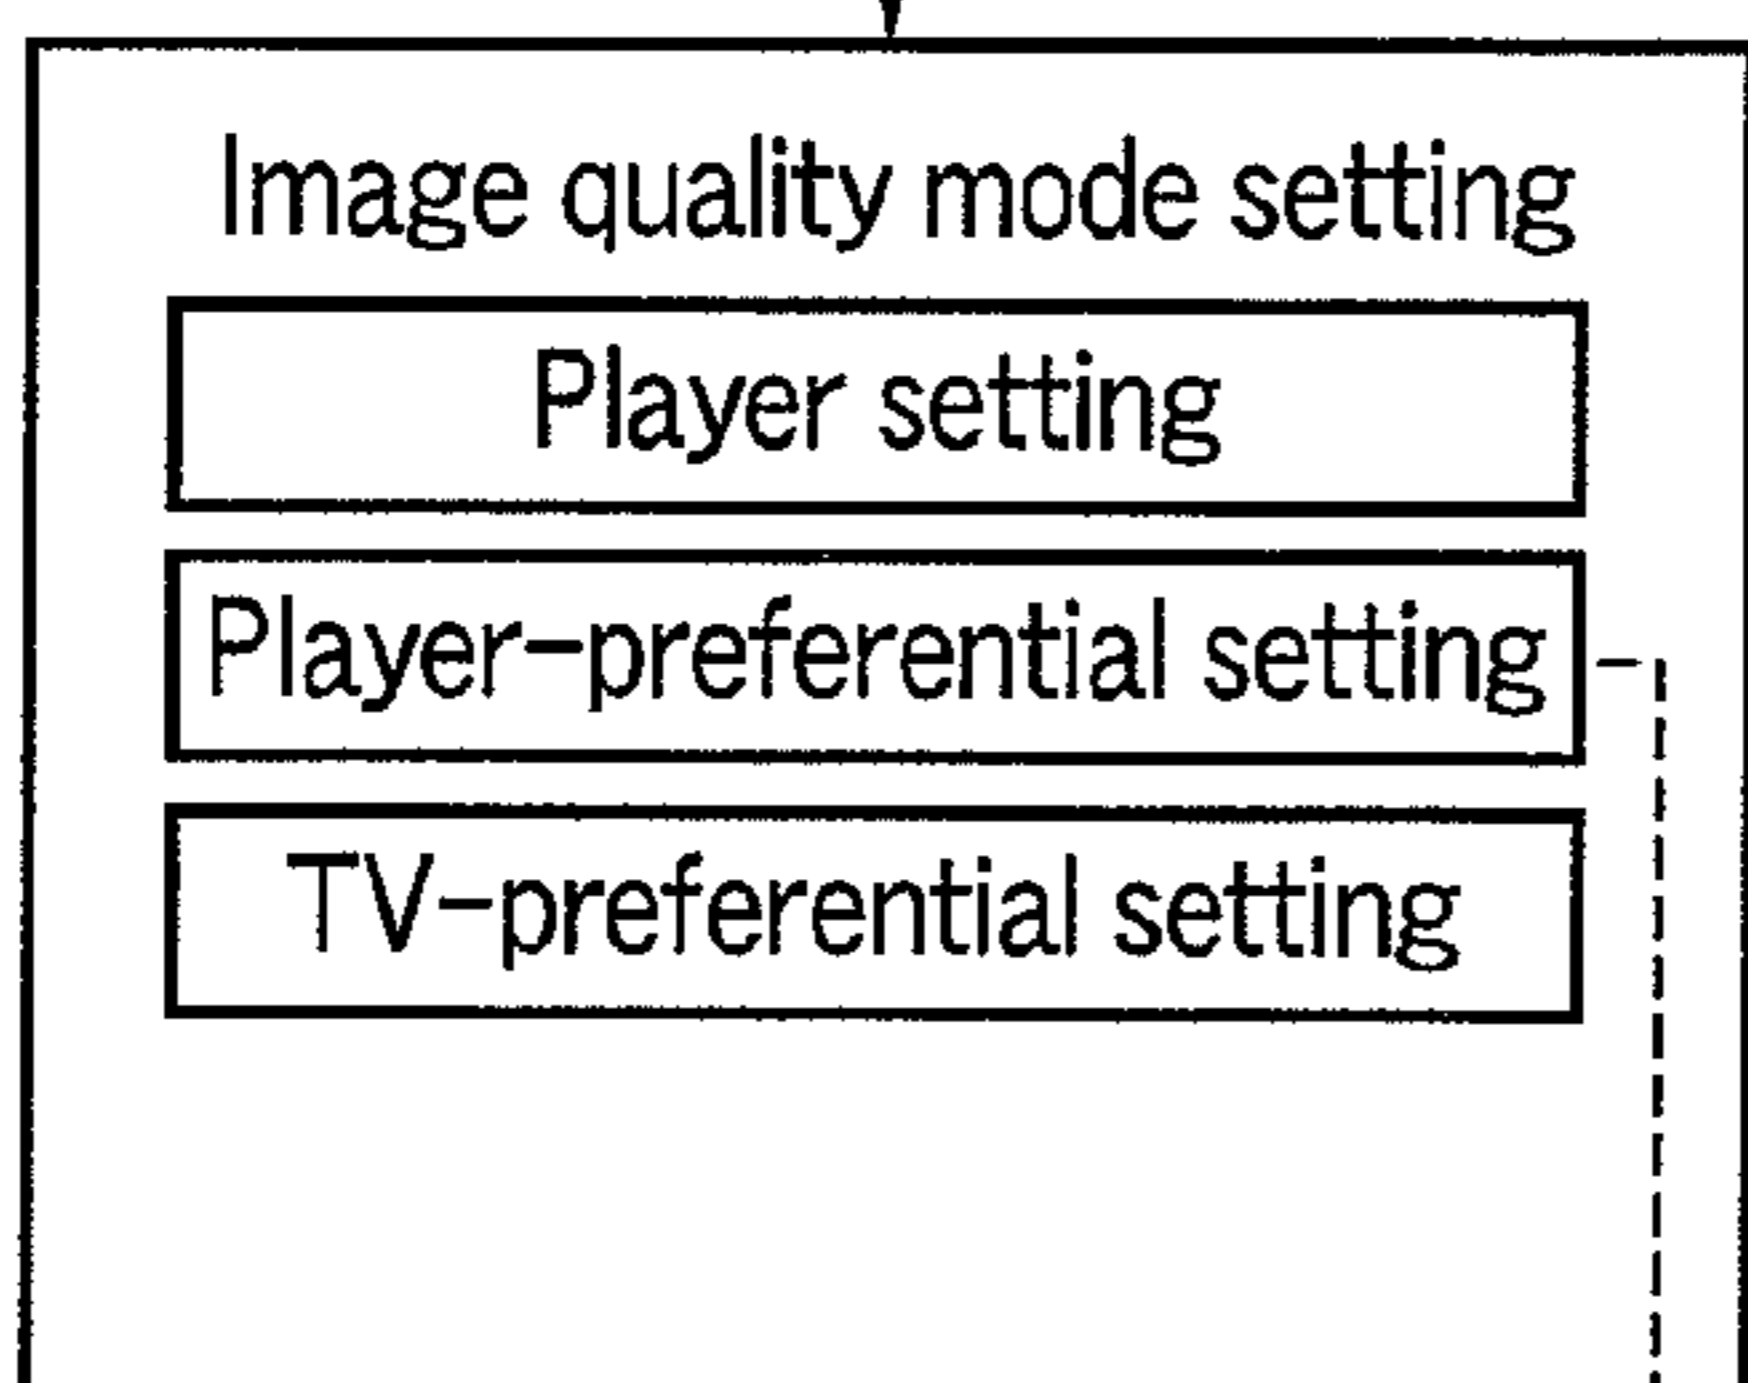 Image quality mode setting
Player setting
Player-preferential setting
TV-preferential setting